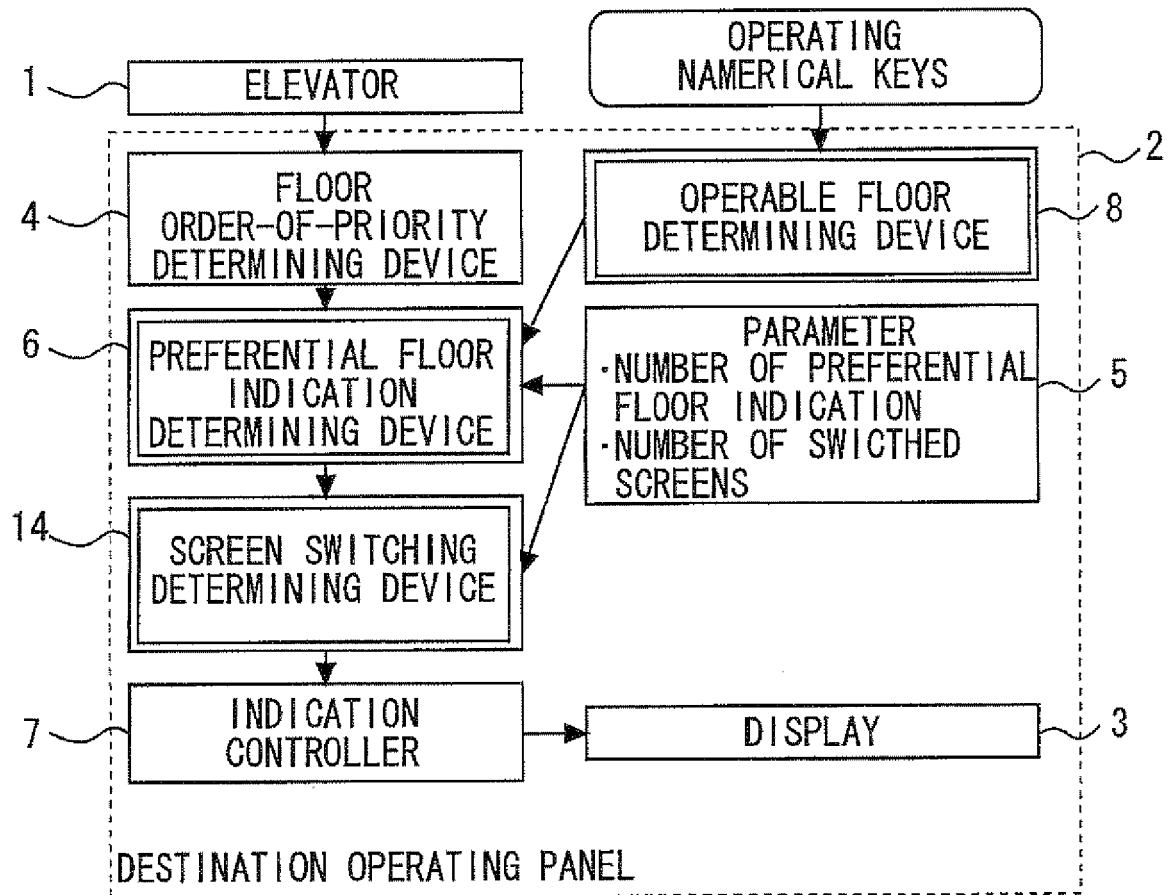 OPERATING
NAMERICAL KEYS
1
ELEVATOR
2
4
FLOOR
ORDER-OF-PRIORITY
DETERMINING DEVICE
OPERABLE FLOOR
DETERMINING DEVICE
8
6
PREFERENTIAL FLOOR
INDICATION
DETERMINING DEVICE
PARAMETER
·NUMBER OF PREFERENTIAL
FLOOR INDICATION
·NUMBER OF SWICTHED
SCREENS
5
14
SCREEN SWITCHING
DETERMINING DEVICE
7
INDICATION
CONTROLLER
DISPLAY
3
DESTINATION OPERATING PANEL